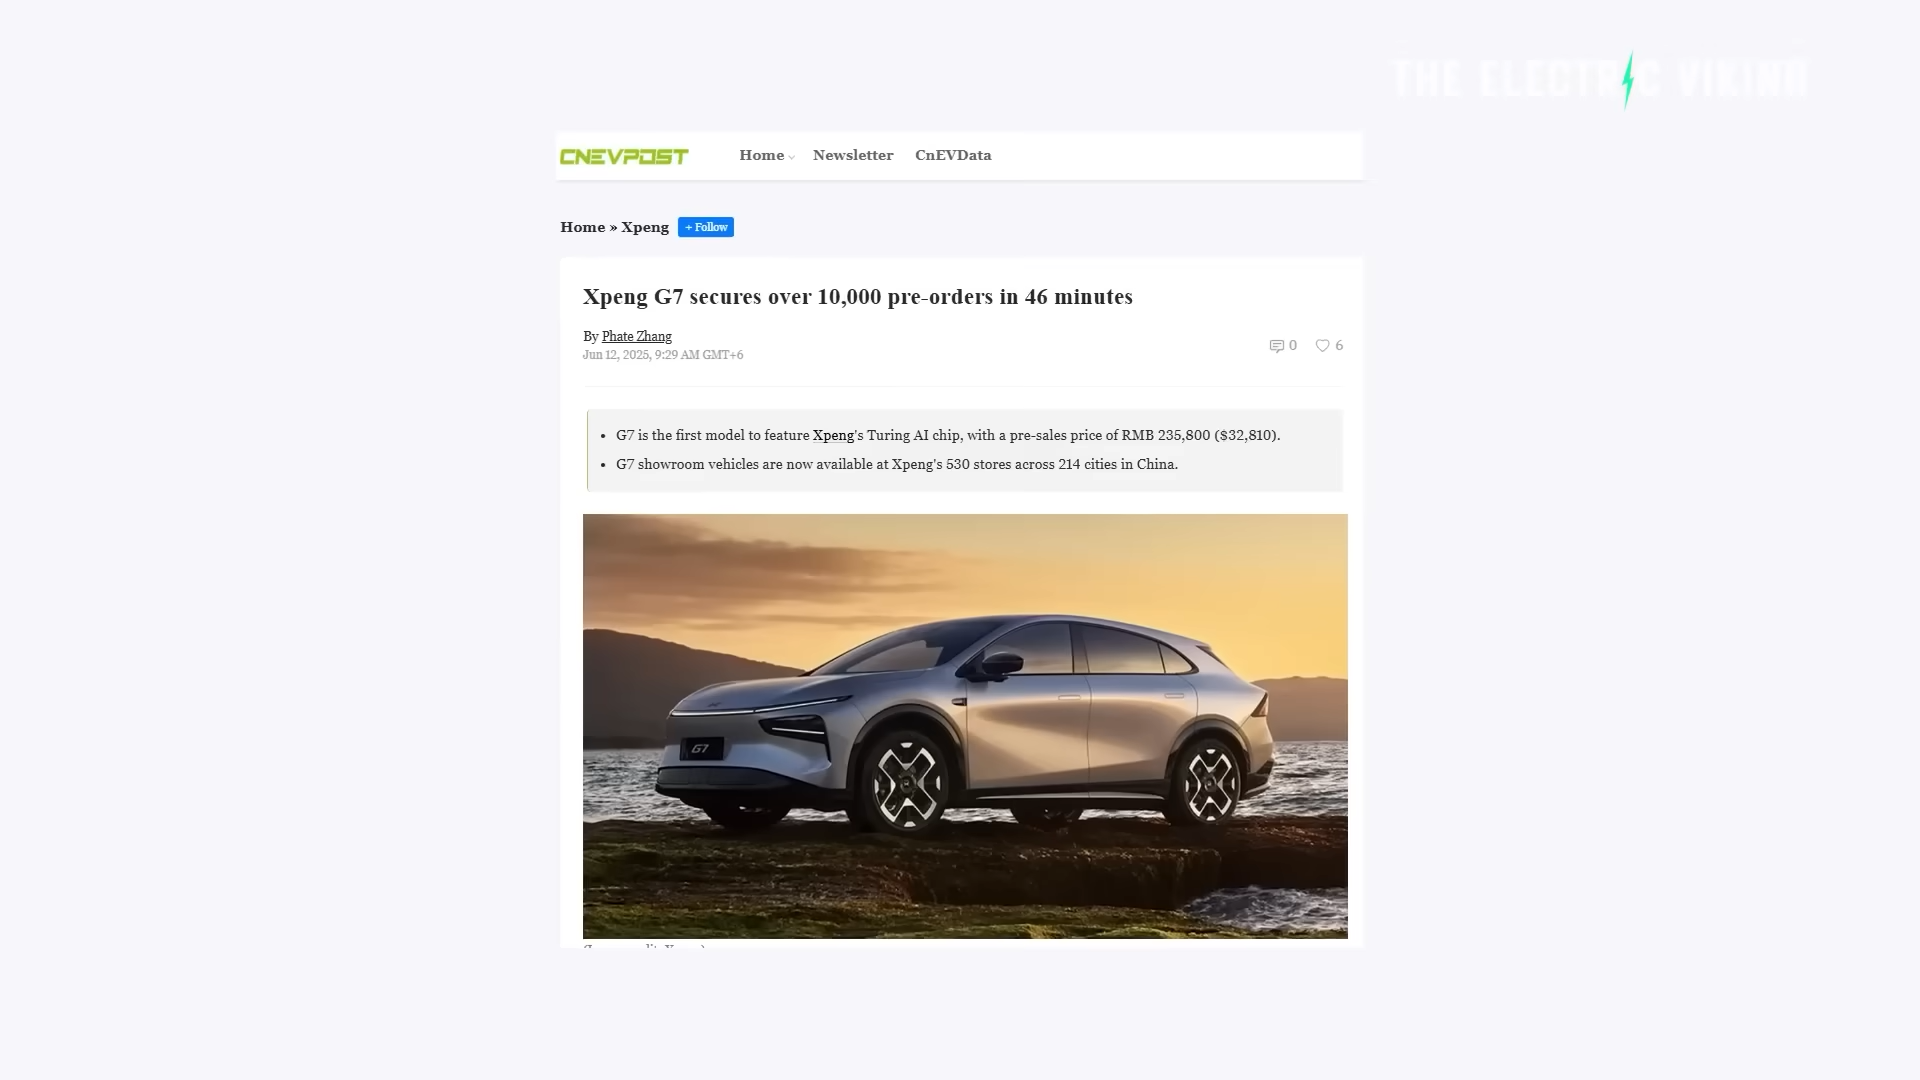 THE ELECTRIC VIKING
CNEVPOST
Home Newsletter CnEVData
Home » Xpeng + Follow
Xpeng G7 secures over 10,000 pre-orders in 46 minutes
By Phate Zhang
Jun 12, 2025, 9:29 AM GMT+6
0 6
• G7 is the first model to feature Xpeng's Turing AI chip, with a pre-sales price of RMB 235,800 ($32,810).
• G7 showroom vehicles are now available at Xpeng's 530 stores across 214 cities in China.
G7